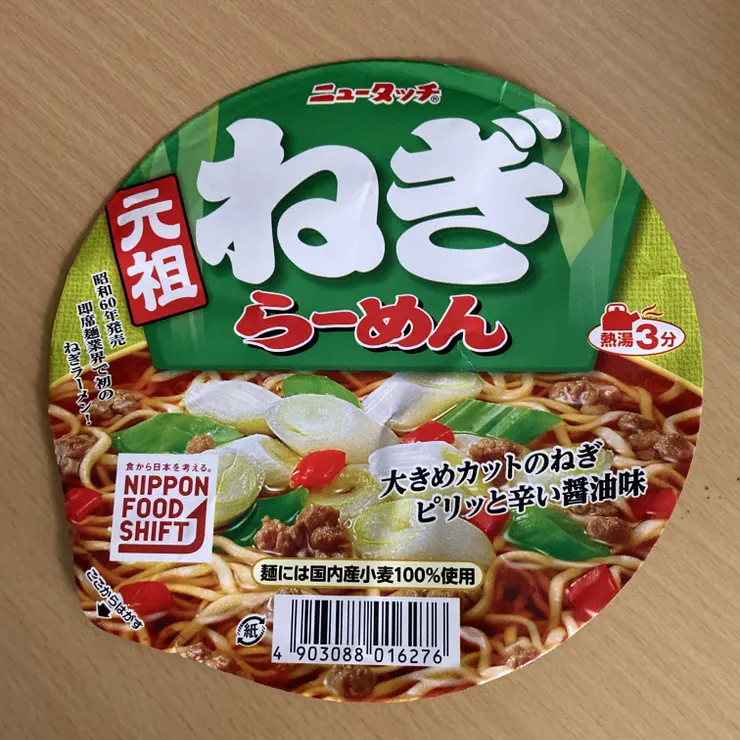 ニュータッチ®
元祖
ねぎ
らーめん
昭和60年発売
即席麺業界で初の
ねぎラーメン!
熱湯3分
大きめカットのねぎ
ピリッと辛い醤油味
食から日本を考える。
NIPPON
FOOD
SHIFT
麺には国内産小麦100%使用
ここからはがす
紙
4 903088 016276